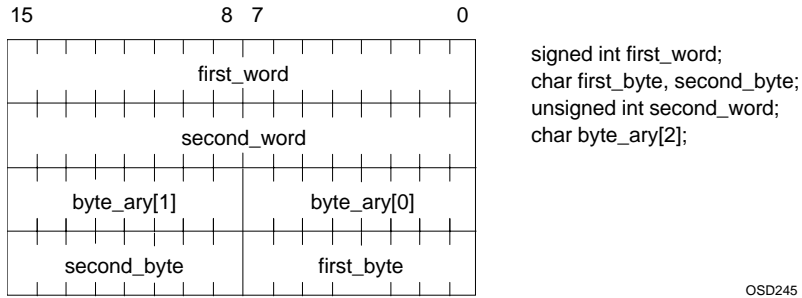 15 8 7 0
first_word
second_word
byte_ary[1] byte_ary[0]
second_byte first_byte
signed int first_word;
char first_byte, second_byte;
unsigned int second_word;
char byte_ary[2];
OSD245